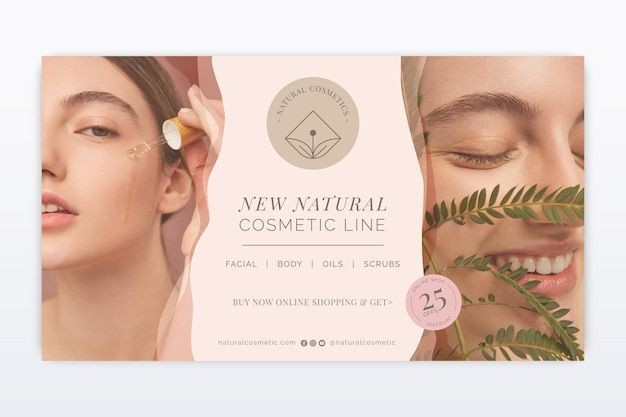 · NATURAL COSMETICS ·
NEW NATURAL
COSMETIC LINE
FACIAL | BODY | OILS | SCRUBS
BUY NOW ONLINE SHOPPING & GET>
ONLINE SHOP
25
OFF%
DISCOUNT
naturalcosmetic.com
@naturalcosmetic